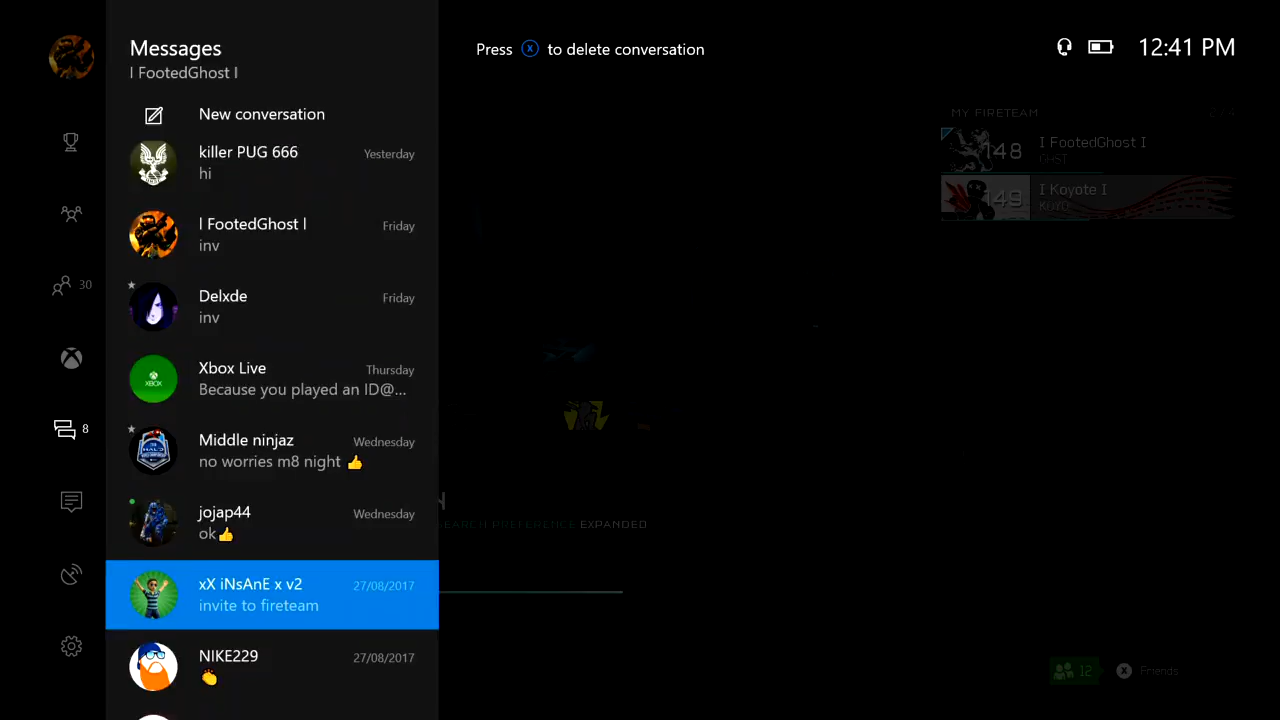 Messages
l FootedGhost l
New conversation
killer PUG 666
Yesterday
hi
l FootedGhost l
Friday
inv
Delxde
Friday
inv
Xbox Live
Thursday
Because you played an ID@...
XBOX
Middle ninjaz
Wednesday
no worries m8 night 👍
jojap44
Wednesday
ok👍
xX iNsAnE x v2
27/08/2017
invite to fireteam
NIKE229
27/08/2017
👏
30
8
Press X to delete conversation
12:41 PM
MY FIRETEAM
148
I FootedGhost I
GHST
149
I Koyote I
KOYO
SEARCH PREFERENCE EXPANDED
12
X Friends